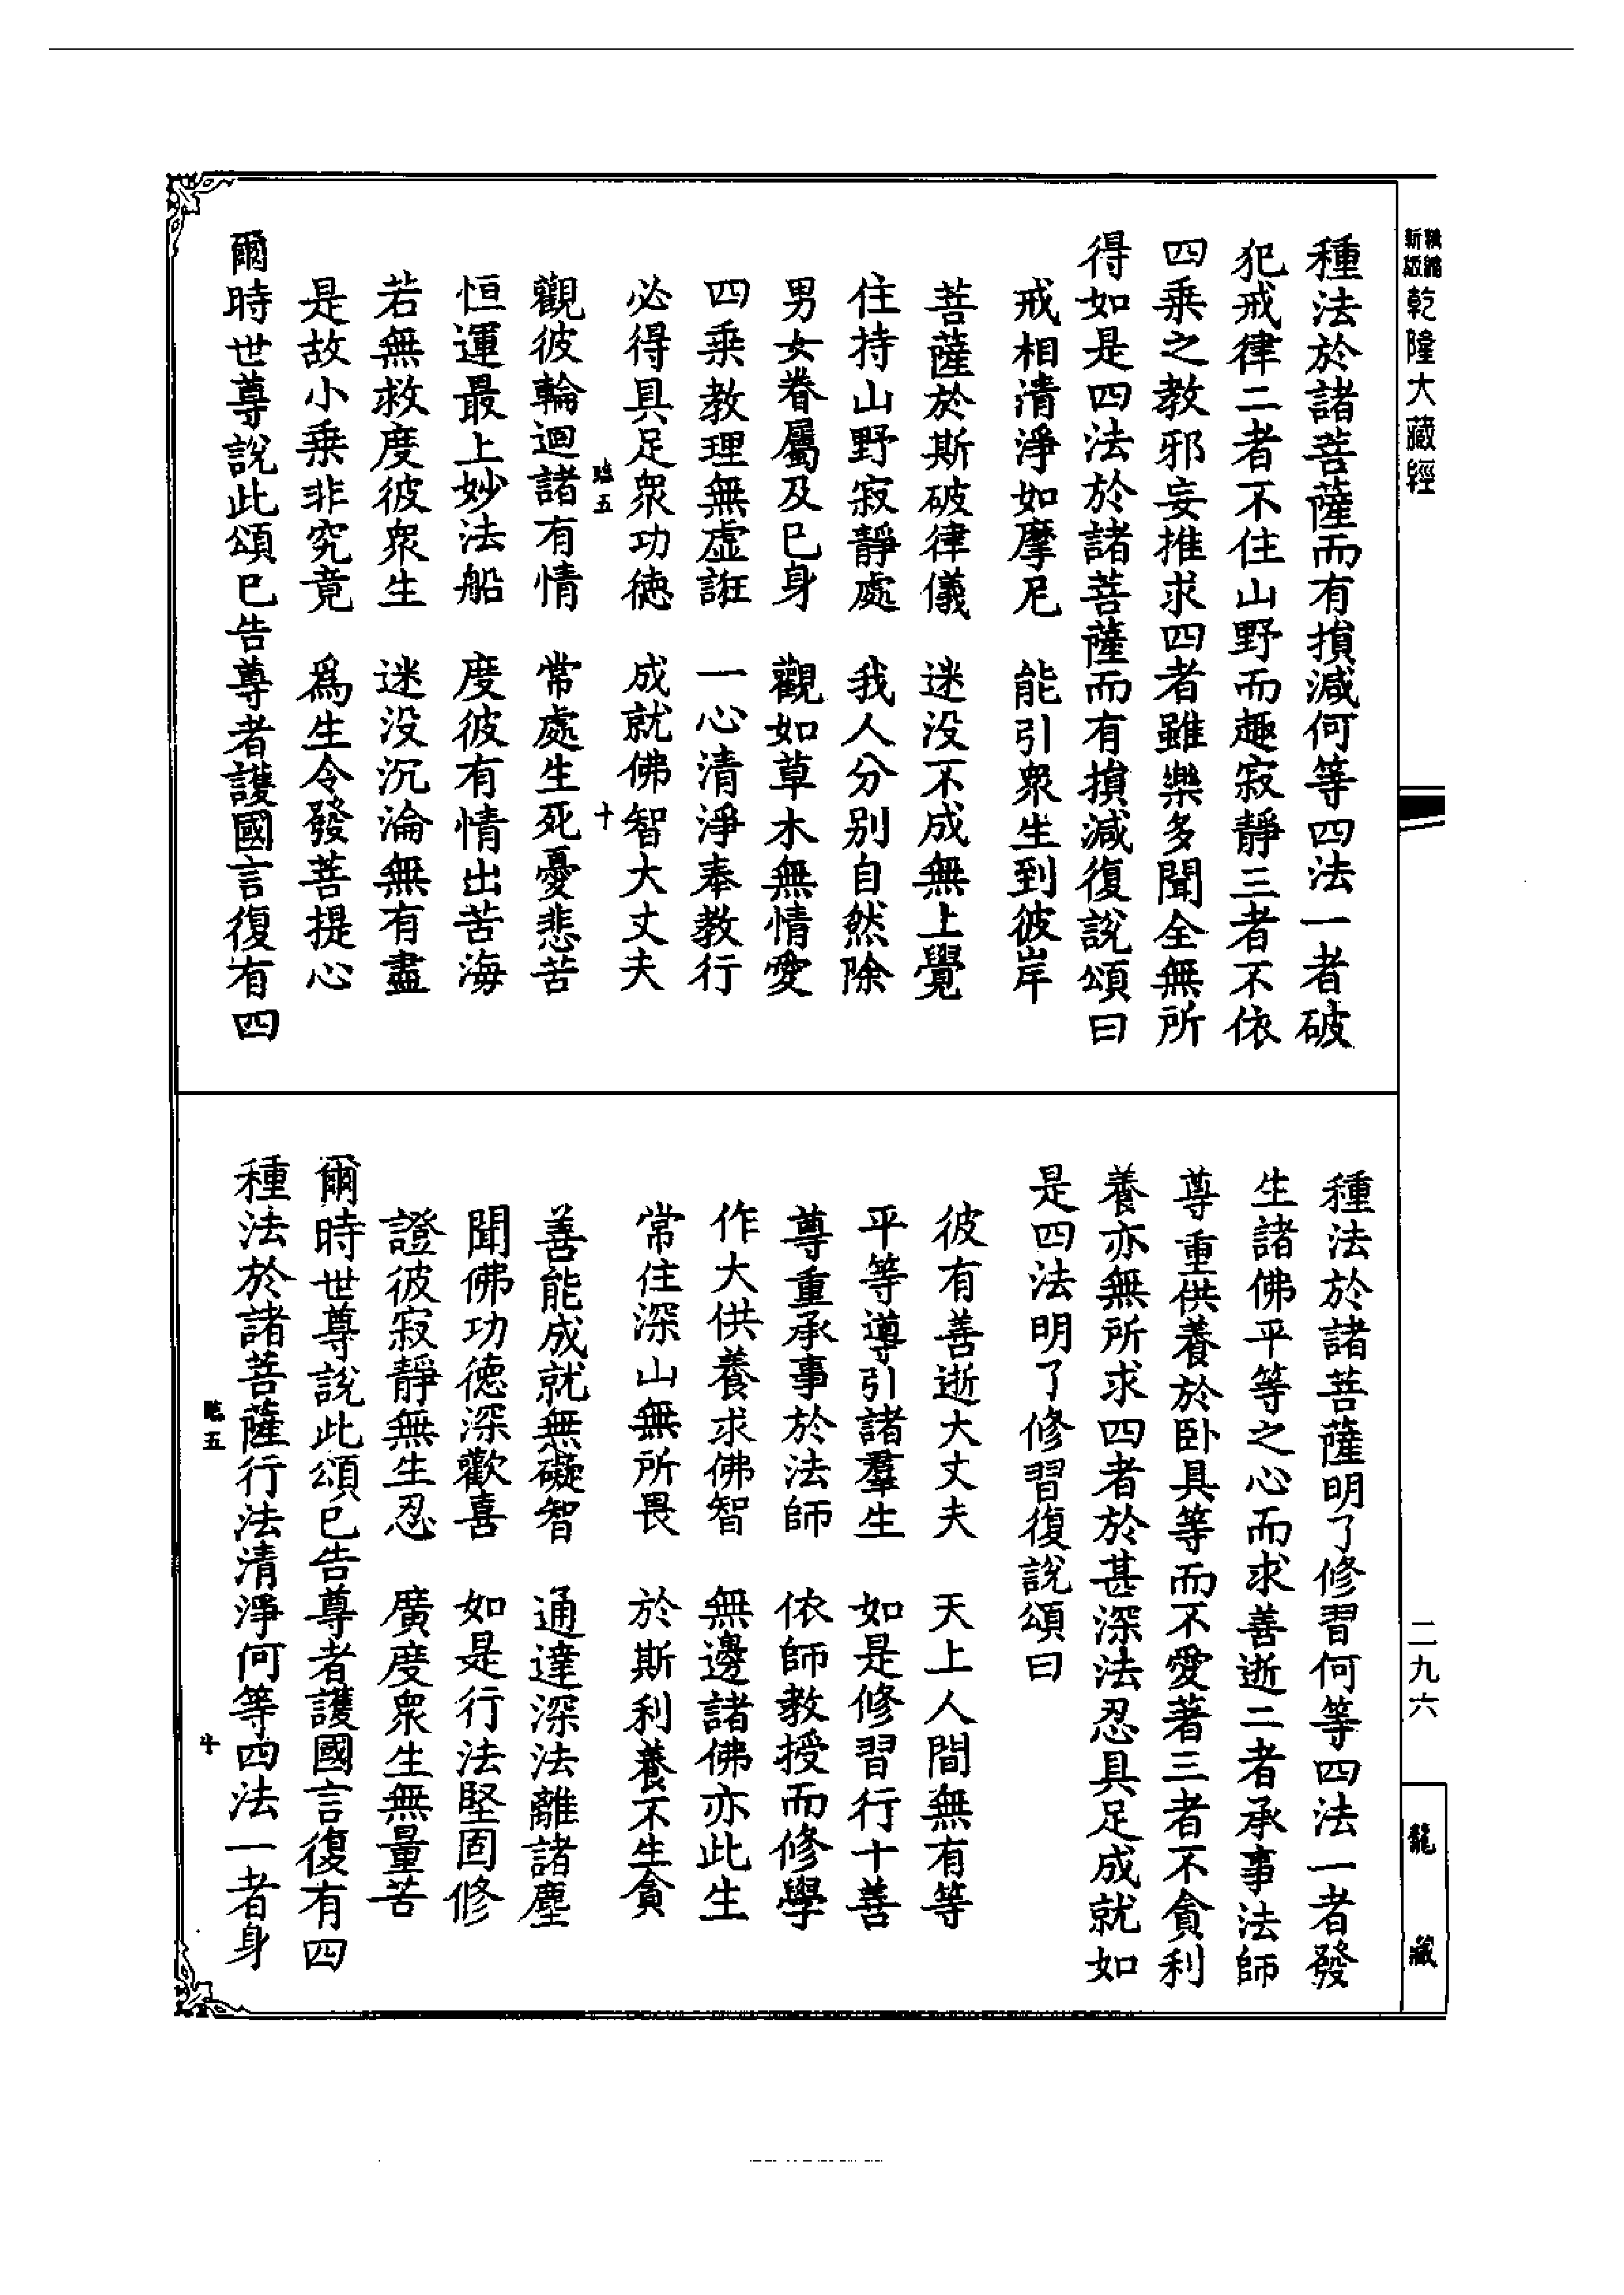 新編
縮版
乾隆大藏經
種法於諸菩薩而有損減何等四法一者破
犯戒律二者不住山野而趣寂靜三者不依
四乘之教邪妄推求四者雖樂多聞全無所
得如是四法於諸菩薩而有損減復說頌曰
戒相清淨如摩尼　能引衆生到彼岸
菩薩於斯破律儀　迷没不成無上覺
住持山野寂靜處　我人分别自然除
男女眷屬及已身　觀如草木無情愛
四乘教理無虛誑　一心清淨奉教行
必得具足衆功德　成就佛智大丈夫
五　十
觀彼輪迴諸有情　常處生死憂悲苦
恒運最上妙法船　度彼有情出苦海
若無救度彼衆生　迷没沉淪無有盡
是故小乘非究竟　爲生令發菩提心
爾時世尊說此頌已告尊者護國言復有四
種法於諸菩薩明了修習何等四法一者發
生諸佛平等之心而求善逝二者承事法師
尊重供養於卧具等而不愛著三者不貪利
養亦無所求四者於甚深法忍具足成就如
是四法明了修習復說頌曰
彼有善逝大丈夫　天上人間無有等
平等導引諸羣生　如是修習行十善
尊重承事於法師　依師教授而修學
作大供養求佛智　無邊諸佛亦此生
常住深山無所畏　於斯利養不生貪
善能成就無礙智　通達深法離諸塵
聞佛功德深歡喜　如是行法堅固修
證彼寂靜無生忍　廣度衆生無量苦
爾時世尊說此頌已告尊者護國言復有四
種法於諸菩薩行法清淨何等四法一者身
五
二九六
龍藏